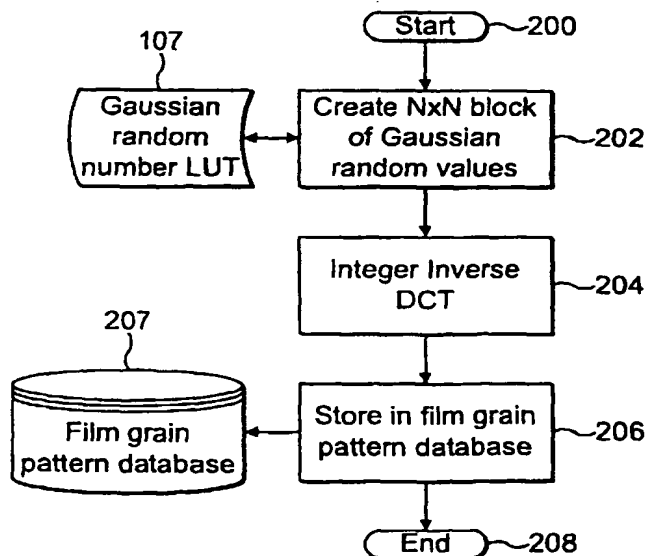 Start
200
107
Gaussian
random
number LUT
Create NxN block
of Gaussian
random values
202
Integer Inverse
DCT
204
207
Film grain
pattern database
Store in film grain
pattern database
206
End
208